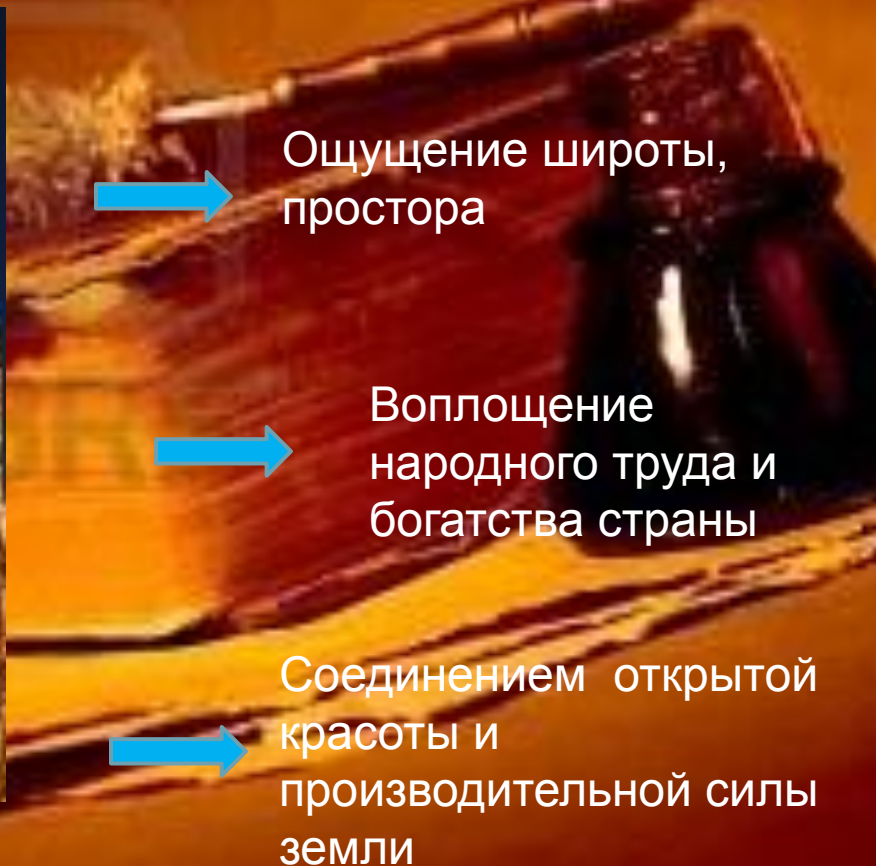 Ощущение широты,
простора
Воплощение
народного труда и
богатства страны
Соединением открытой
красоты и
производительной силы
земли